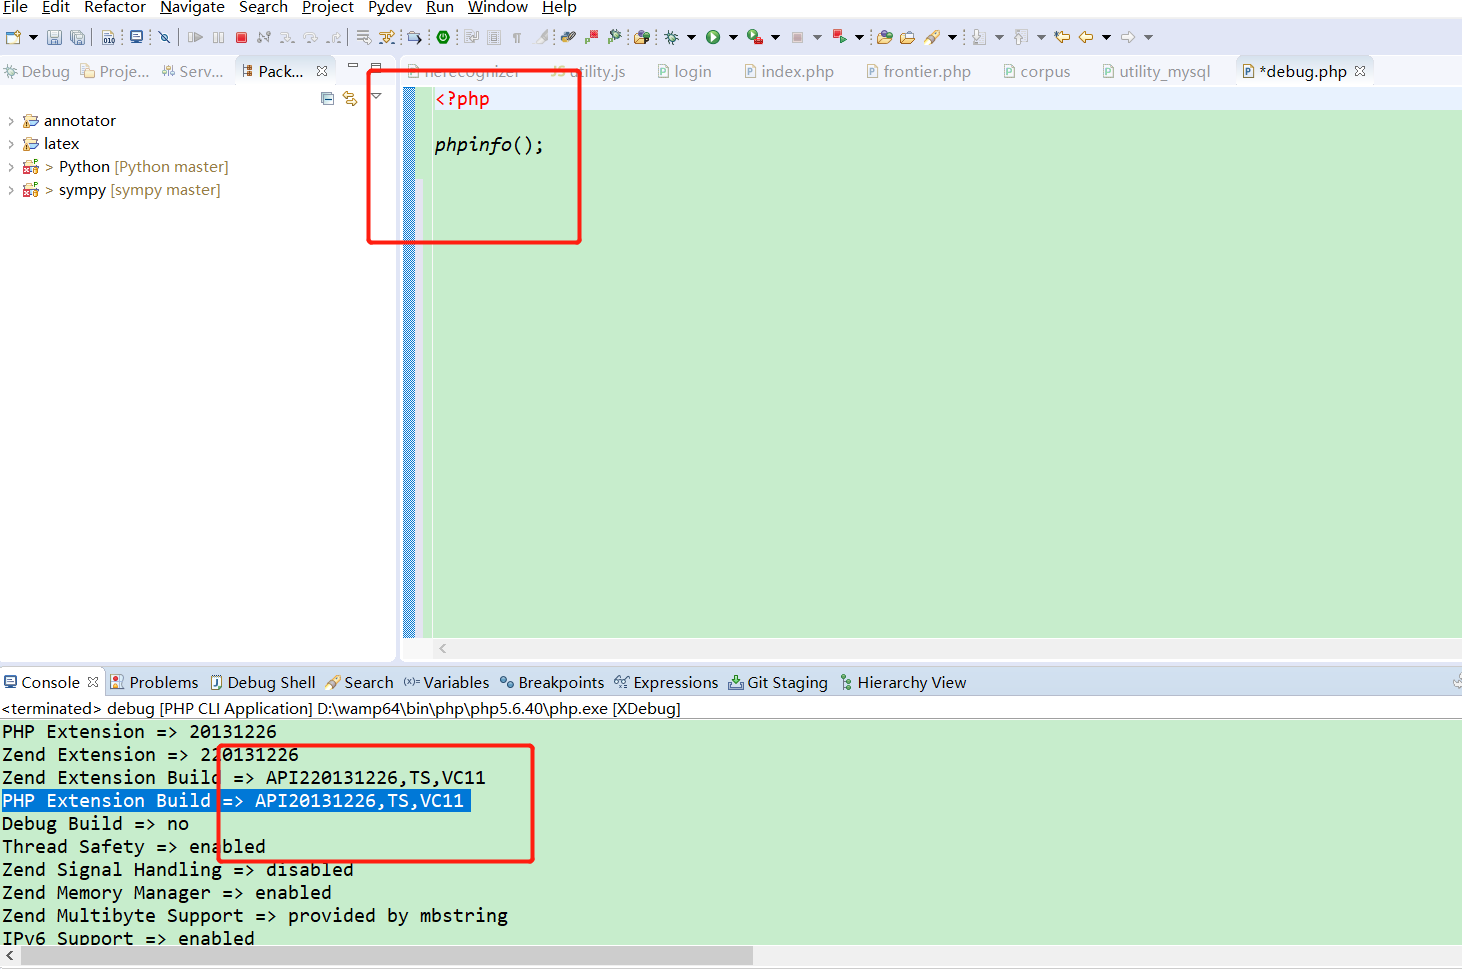 File Edit Refactor Navigate Search Project Pydev Run Window Help
Debug Proje... Serv... Pack...
utility.js login index.php frontier.php corpus utility_mysql *debug.php
<?php
phpinfo();
> annotator
> latex
> > Python [Python master]
> > sympy [sympy master]
Console Problems Debug Shell Search (x)= Variables Breakpoints Expressions Git Staging Hierarchy View
<terminated> debug [PHP CLI Application] D:\wamp64\bin\php\php5.6.40\php.exe [XDebug]
PHP Extension => 20131226
Zend Extension => 220131226
Zend Extension Build => API220131226,TS,VC11
PHP Extension Build => API20131226,TS,VC11
Debug Build => no
Thread Safety => enabled
Zend Signal Handling => disabled
Zend Memory Manager => enabled
Zend Multibyte Support => provided by mbstring
IPv6 Support => enabled